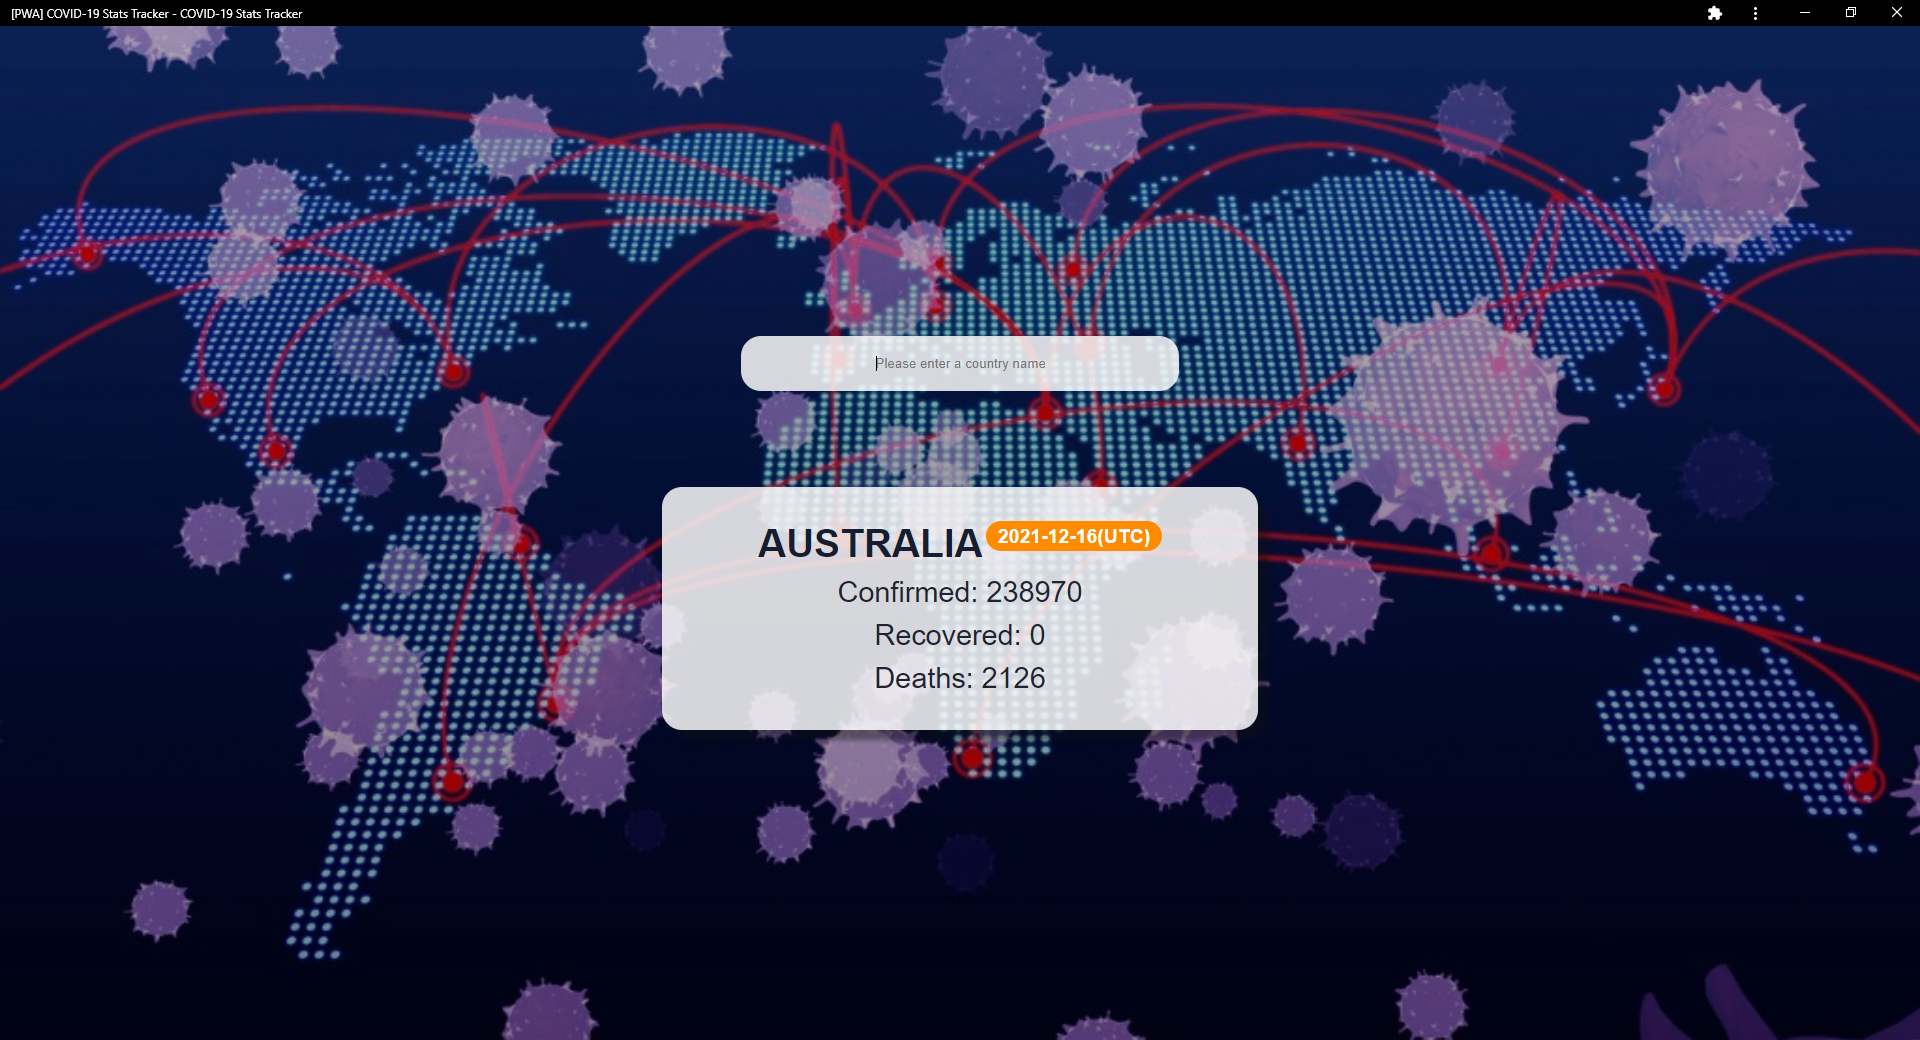 [PWA] COVID-19 Stats Tracker - COVID-19 Stats Tracker
Please enter a country name
AUSTRALIA 2021-12-16(UTC)
Confirmed: 238970
Recovered: 0
Deaths: 2126